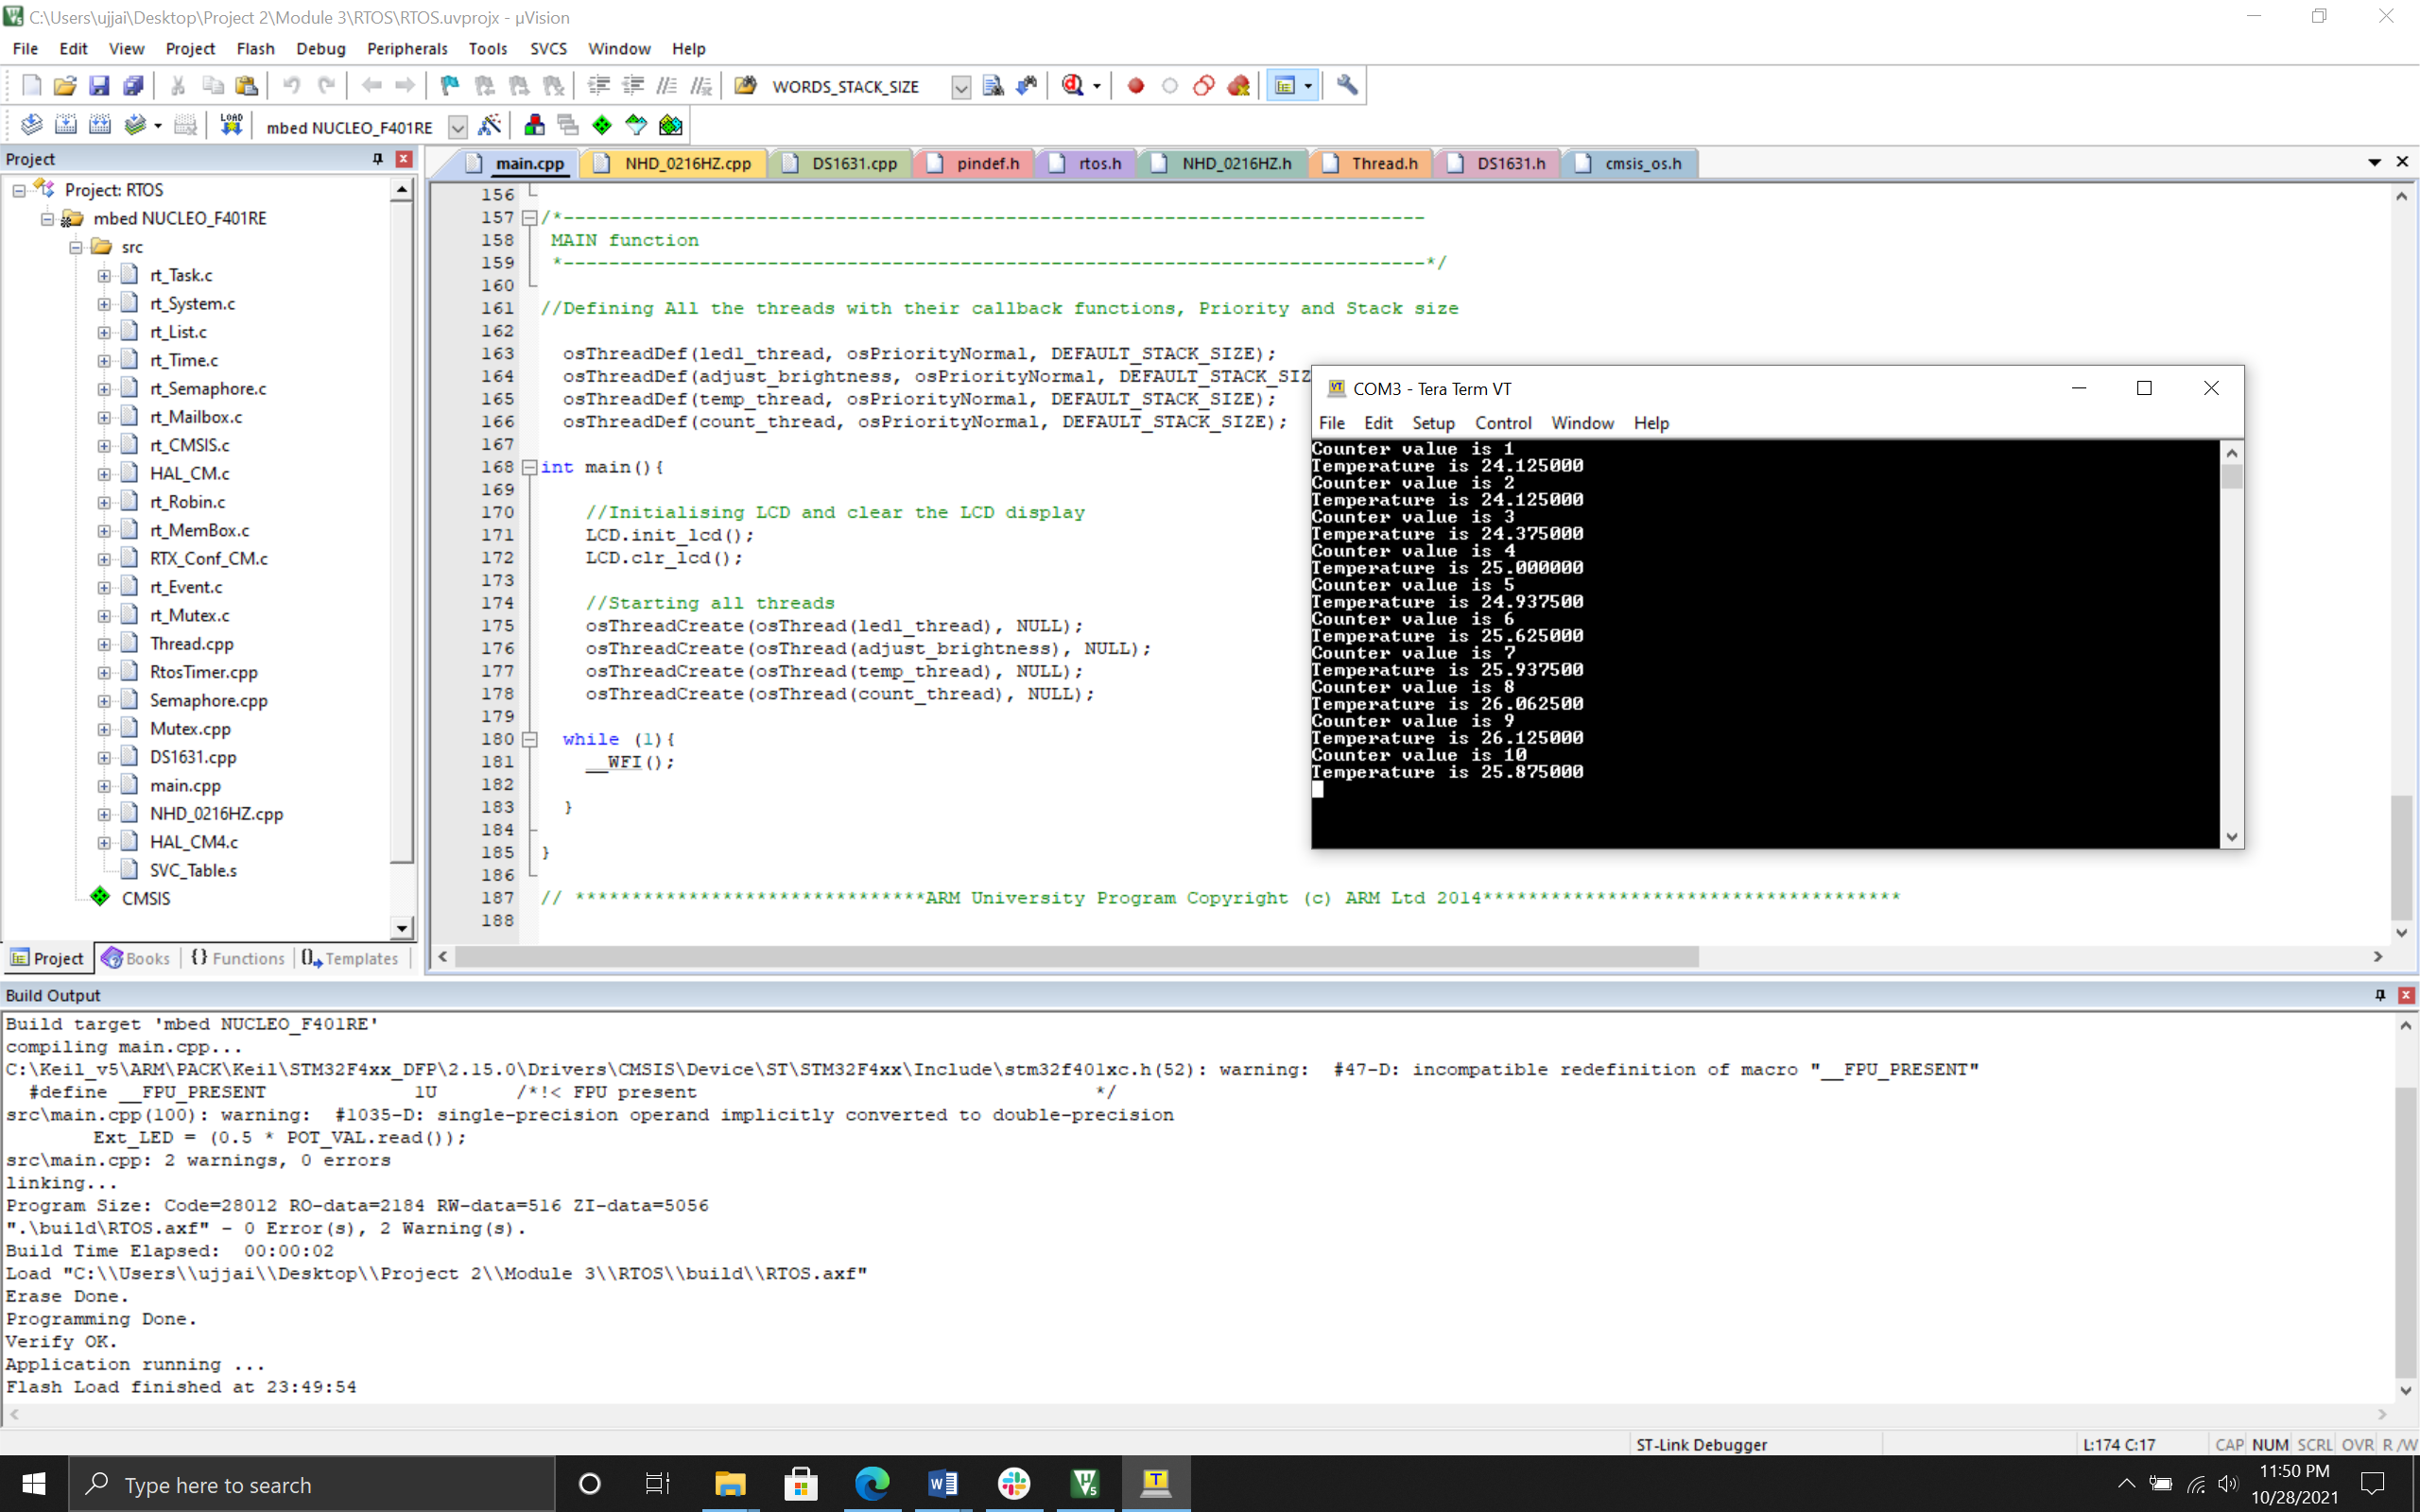 C:\Users\ujjai\Desktop\Project 2\Module 3\RTOS\RTOS.uvprojx - µVision
File Edit View Project Flash Debug Peripherals Tools SVCS Window Help
WORDS_STACK_SIZE
LOAD mbed NUCLEO_F401RE
Project
Project: RTOS
mbed NUCLEO_F401RE
src
rt_Task.c
rt_System.c
rt_List.c
rt_Time.c
rt_Semaphore.c
rt_Mailbox.c
rt_CMSIS.c
HAL_CM.c
rt_Robin.c
rt_MemBox.c
RTX_Conf_CM.c
rt_Event.c
rt_Mutex.c
Thread.cpp
RtosTimer.cpp
Semaphore.cpp
Mutex.cpp
DS1631.cpp
main.cpp
NHD_0216HZ.cpp
HAL_CM4.c
SVC_Table.s
CMSIS
Project Books {} Functions Templates
main.cpp NHD_0216HZ.cpp DS1631.cpp pindef.h rtos.h NHD_0216HZ.h Thread.h DS1631.h cmsis_os.h
156
157 /*----------------------------------------------------------------------------
158 MAIN function
159 *----------------------------------------------------------------------------*/
160
161 //Defining All the threads with their callback functions, Priority and Stack size
162
163 osThreadDef(led1_thread, osPriorityNormal, DEFAULT_STACK_SIZE);
164 osThreadDef(adjust_brightness, osPriorityNormal, DEFAULT_STACK_SIZ
165 osThreadDef(temp_thread, osPriorityNormal, DEFAULT_STACK_SIZE);
166 osThreadDef(count_thread, osPriorityNormal, DEFAULT_STACK_SIZE);
167
168 int main(){
169
170 //Initialising LCD and clear the LCD display
171 LCD.init_lcd();
172 LCD.clr_lcd();
173
174 //Starting all threads
175 osThreadCreate(osThread(led1_thread), NULL);
176 osThreadCreate(osThread(adjust_brightness), NULL);
177 osThreadCreate(osThread(temp_thread), NULL);
178 osThreadCreate(osThread(count_thread), NULL);
179
180 while (1){
181 __WFI();
182
183 }
184
185 }
186
187 // *******************************ARM University Program Copyright (c) ARM Ltd 2014*************************************
188
COM3 - Tera Term VT
File Edit Setup Control Window Help
Counter value is 1
Temperature is 24.125000
Counter value is 2
Temperature is 24.125000
Counter value is 3
Temperature is 24.375000
Counter value is 4
Temperature is 25.000000
Counter value is 5
Temperature is 24.937500
Counter value is 6
Temperature is 25.625000
Counter value is 7
Temperature is 25.937500
Counter value is 8
Temperature is 26.062500
Counter value is 9
Temperature is 26.125000
Counter value is 10
Temperature is 25.875000
Build Output
Build target 'mbed NUCLEO_F401RE'
compiling main.cpp...
C:\Keil_v5\ARM\PACK\Keil\STM32F4xx_DFP\2.15.0\Drivers\CMSIS\Device\ST\STM32F4xx\Include\stm32f401xc.h(52): warning: #47-D: incompatible redefinition of macro "__FPU_PRESENT"
#define __FPU_PRESENT 1U /*!< FPU present */
src\main.cpp(100): warning: #1035-D: single-precision operand implicitly converted to double-precision
Ext_LED = (0.5 * POT_VAL.read());
src\main.cpp: 2 warnings, 0 errors
linking...
Program Size: Code=28012 RO-data=2184 RW-data=516 ZI-data=5056
".\build\RTOS.axf" - 0 Error(s), 2 Warning(s).
Build Time Elapsed: 00:00:02
Load "C:\\Users\\ujjai\\Desktop\\Project 2\\Module 3\\RTOS\\build\\RTOS.axf"
Erase Done.
Programming Done.
Verify OK.
Application running ...
Flash Load finished at 23:49:54
ST-Link Debugger L:174 C:17 CAP NUM SCRL OVR R/W
Type here to search
11:50 PM
10/28/2021